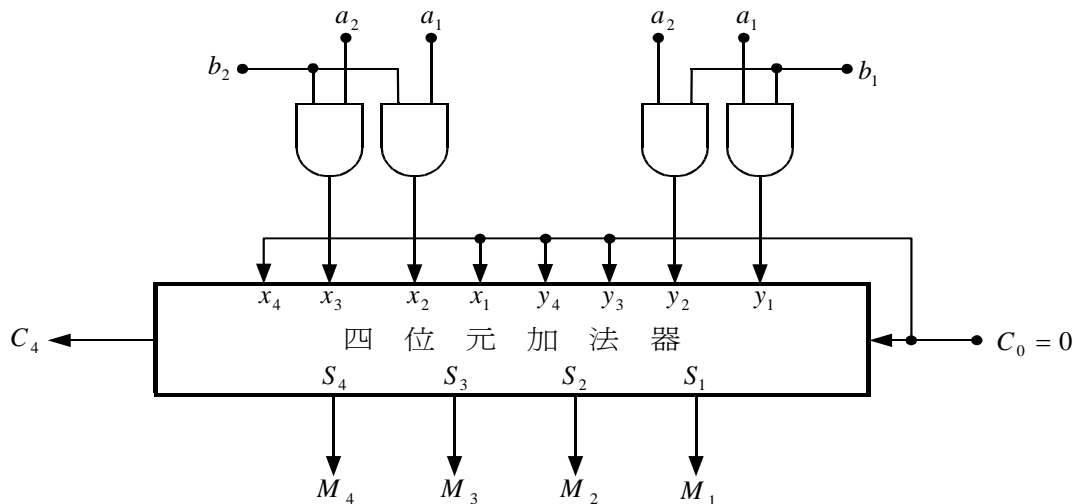 a₂ a₁ a₂ a₁
b₂ b₁
x₄ x₃ x₂ x₁ y₄ y₃ y₂ y₁
C₄ 四位元加法器 C₀ = 0
S₄ S₃ S₂ S₁
M₄ M₃ M₂ M₁